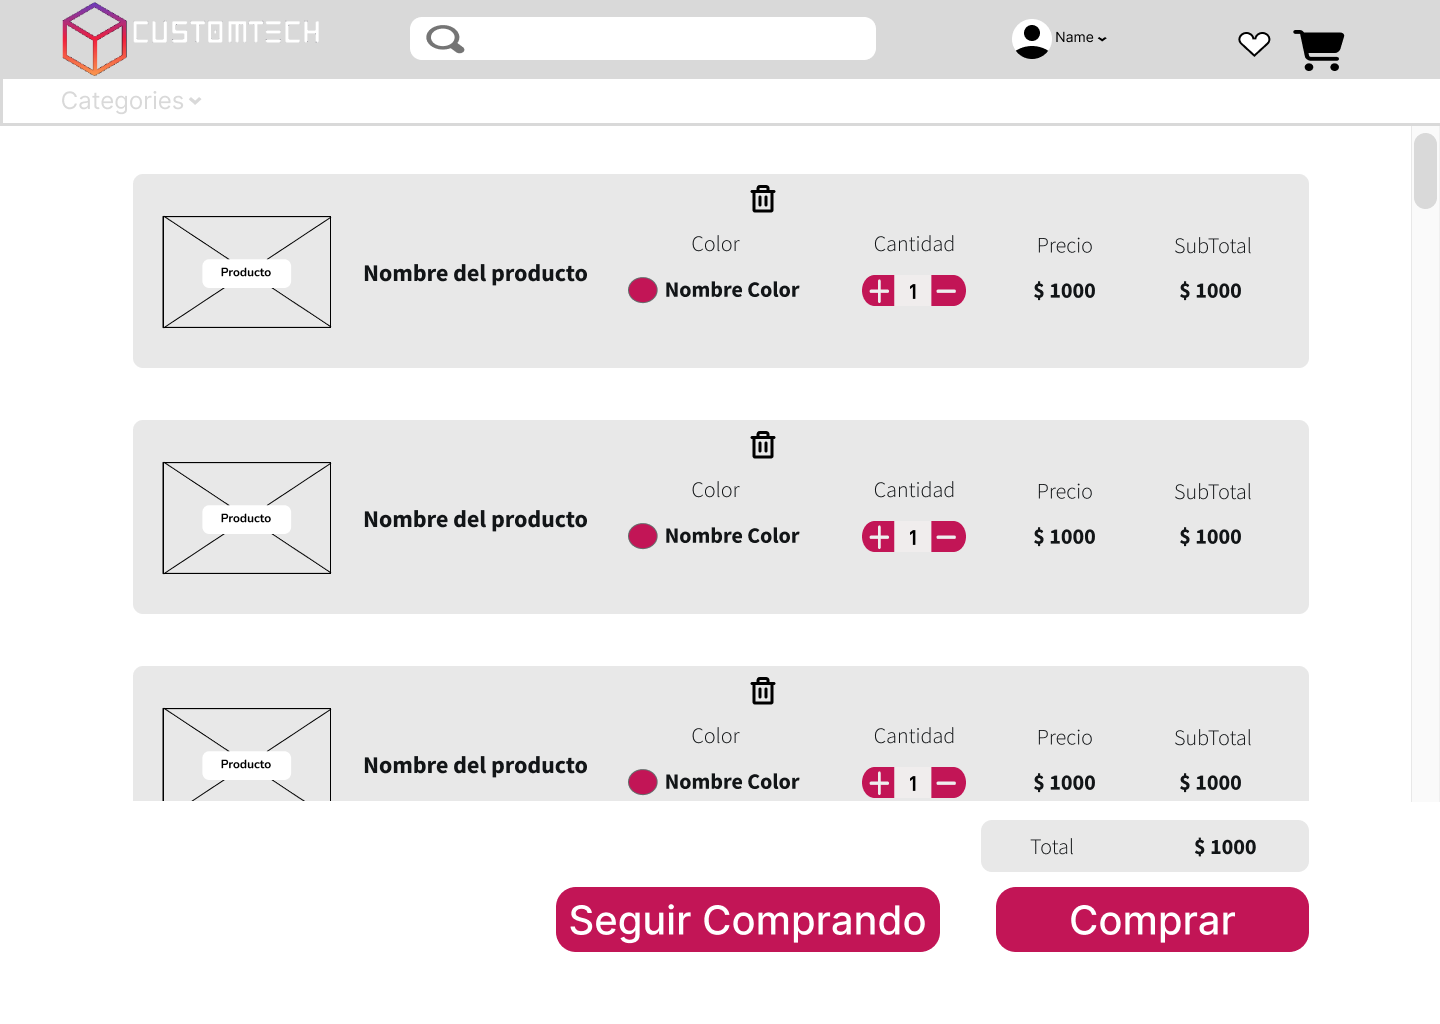 CUSTOMTECH
Name
Categories
Color Cantidad Precio SubTotal
Producto
Nombre del producto
Nombre Color 1 $ 1000 $ 1000
Color Cantidad Precio SubTotal
Producto
Nombre del producto
Nombre Color 1 $ 1000 $ 1000
Color Cantidad Precio SubTotal
Producto
Nombre del producto
Nombre Color 1 $ 1000 $ 1000
Total $ 1000
Seguir Comprando Comprar